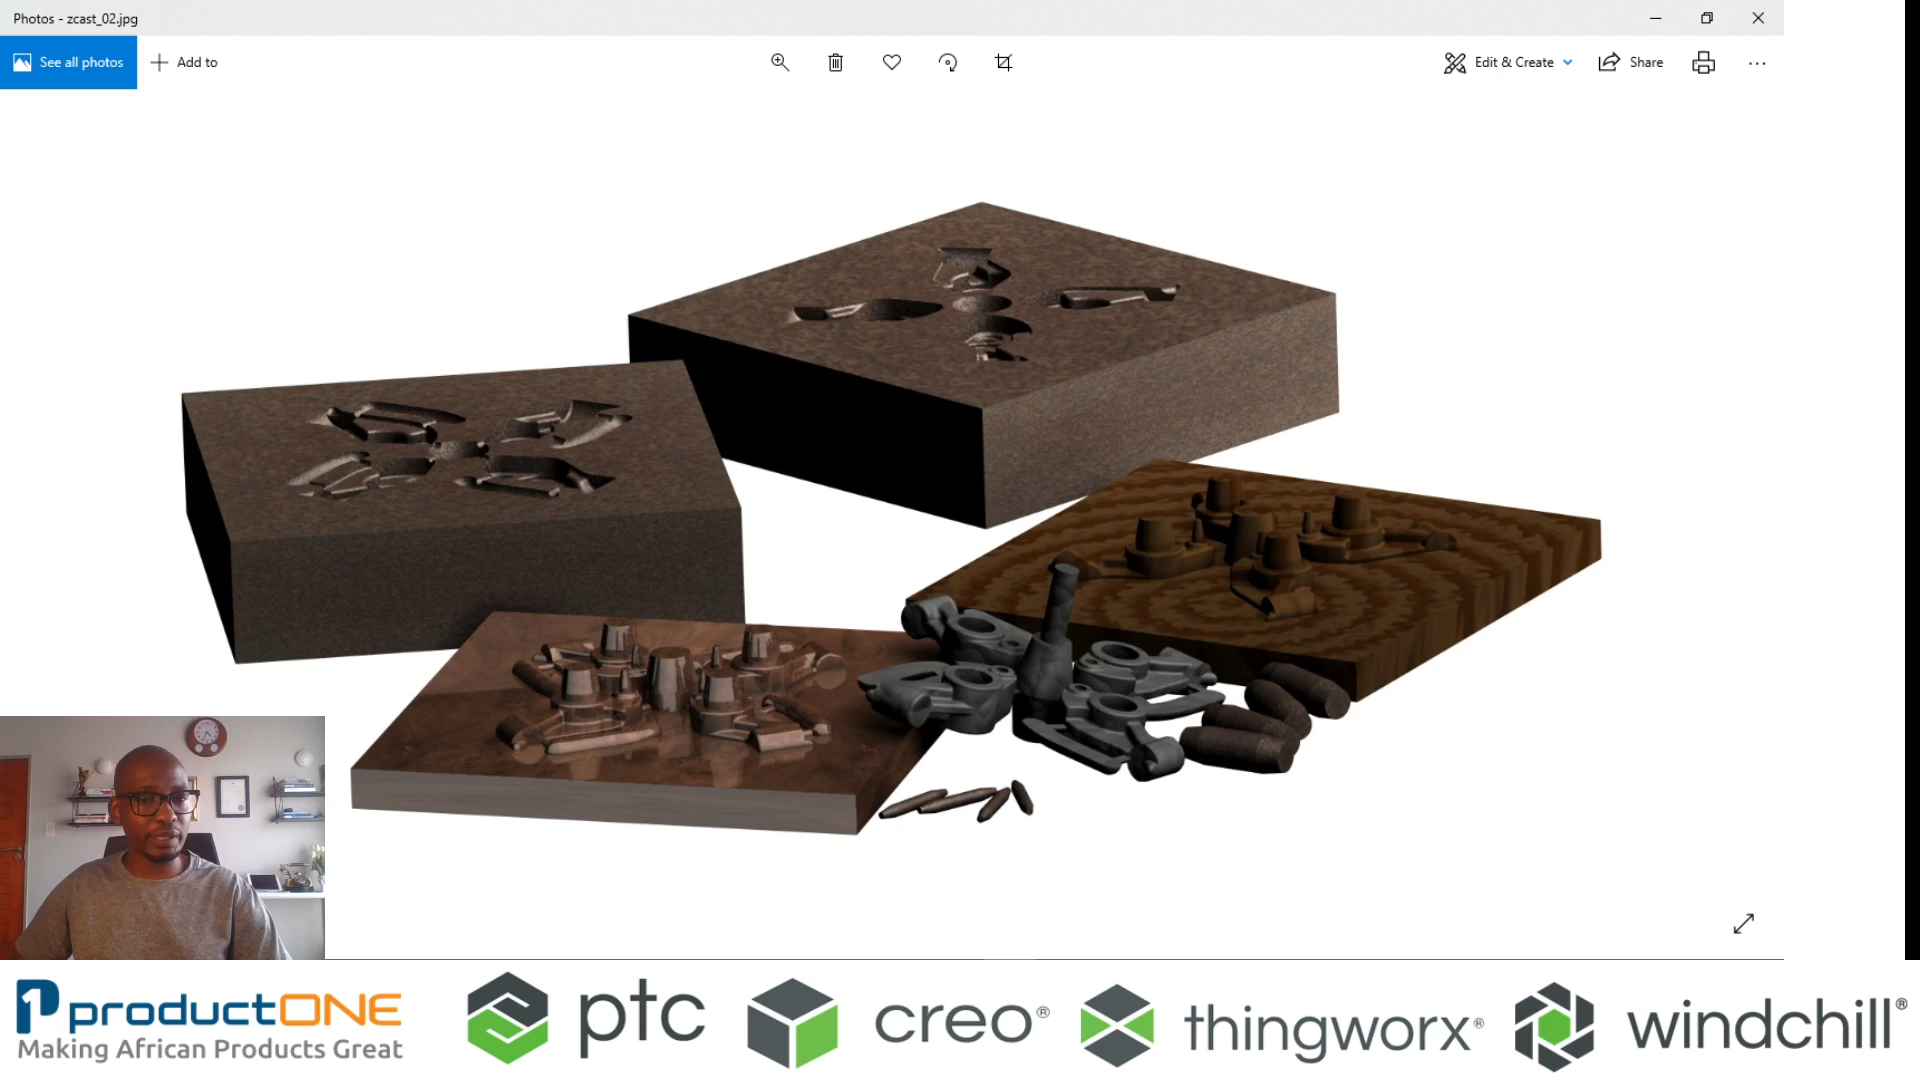 Photos - zcast_02.jpg
See all photos
Add to
Edit & Create
Share
productONE
Making African Products Great
ptc
creo®
thingworx®
windchill®